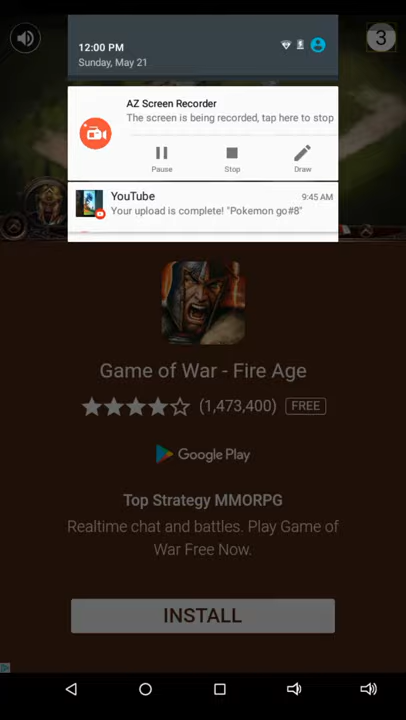 12:00 PM
Sunday, May 21
3
AZ Screen Recorder
The screen is being recorded, tap here to stop
Pause
Stop
Draw
YouTube
9:45 AM
Your upload is complete! "Pokemon go#8"
Game of War - Fire Age
(1,473,400)
FREE
Google Play
Top Strategy MMORPG
Realtime chat and battles. Play Game of
War Free Now.
INSTALL